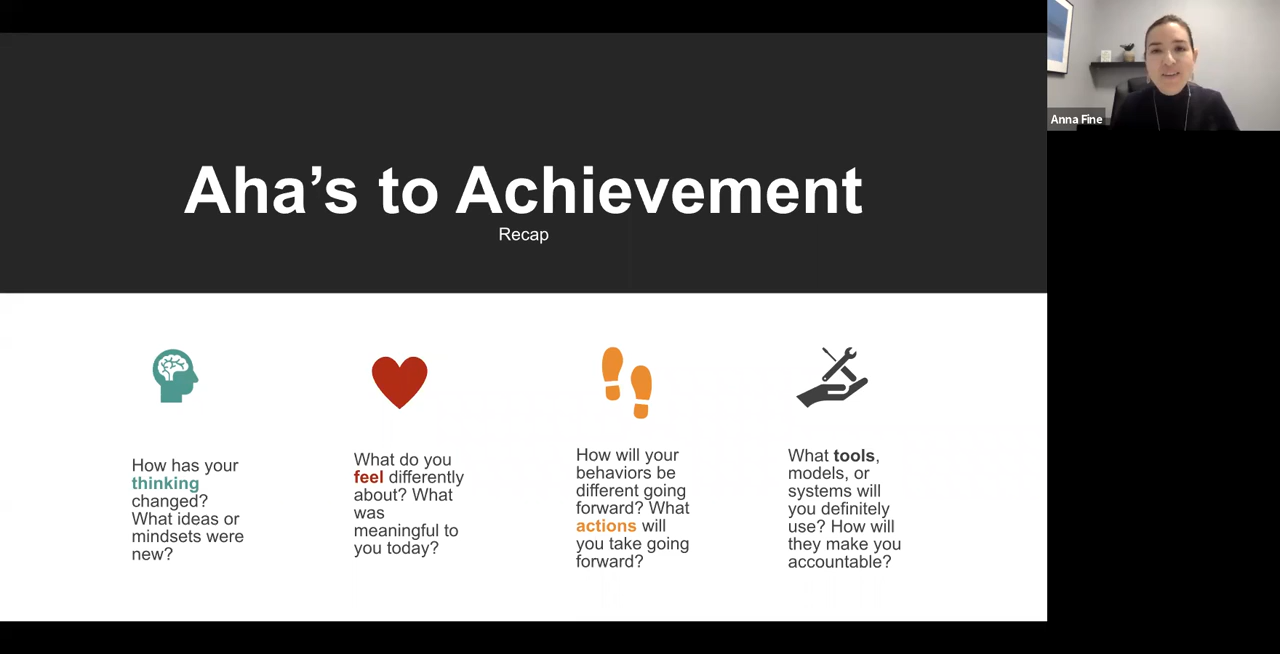 Aha’s to Achievement
Recap
How has your
thinking
changed?
What ideas or
mindsets were
new?
What do you
feel differently
about? What
was
meaningful to
you today?
How will your
behaviors be
different going
forward? What
actions will
you take going
forward?
What tools,
models, or
systems will
you definitely
use? How will
they make you
accountable?
Anna Fine